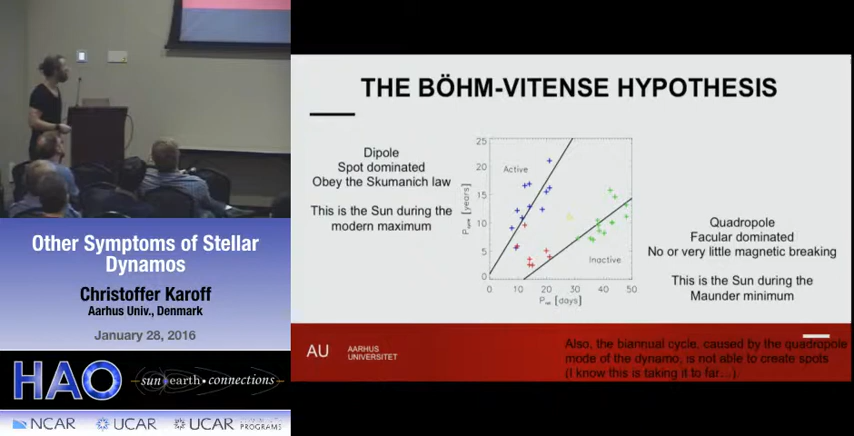 THE BÖHM-VITENSE HYPOTHESIS
Dipole
Spot dominated
Obey the Skumanich law
This is the Sun during the
modern maximum
25
20
15
10
5
0
0
10
20
30
40
50
Active
Inactive
[years]
[days]
Quadropole
Facular dominated
No or very little magnetic breaking
This is the Sun during the
Maunder minimum
AU
AARHUS
UNIVERSITET
Also, the biannual cycle, caused by the quadropole
mode of the dynamo, is not able to create spots
(I know this is taking it to far...)
Other Symptoms of Stellar
Dynamos
Christoffer Karoff
Aarhus Univ., Denmark
January 28, 2016
HAO
sun•earth•connections
NCAR
UCAR
UCAR
PROGRAMS